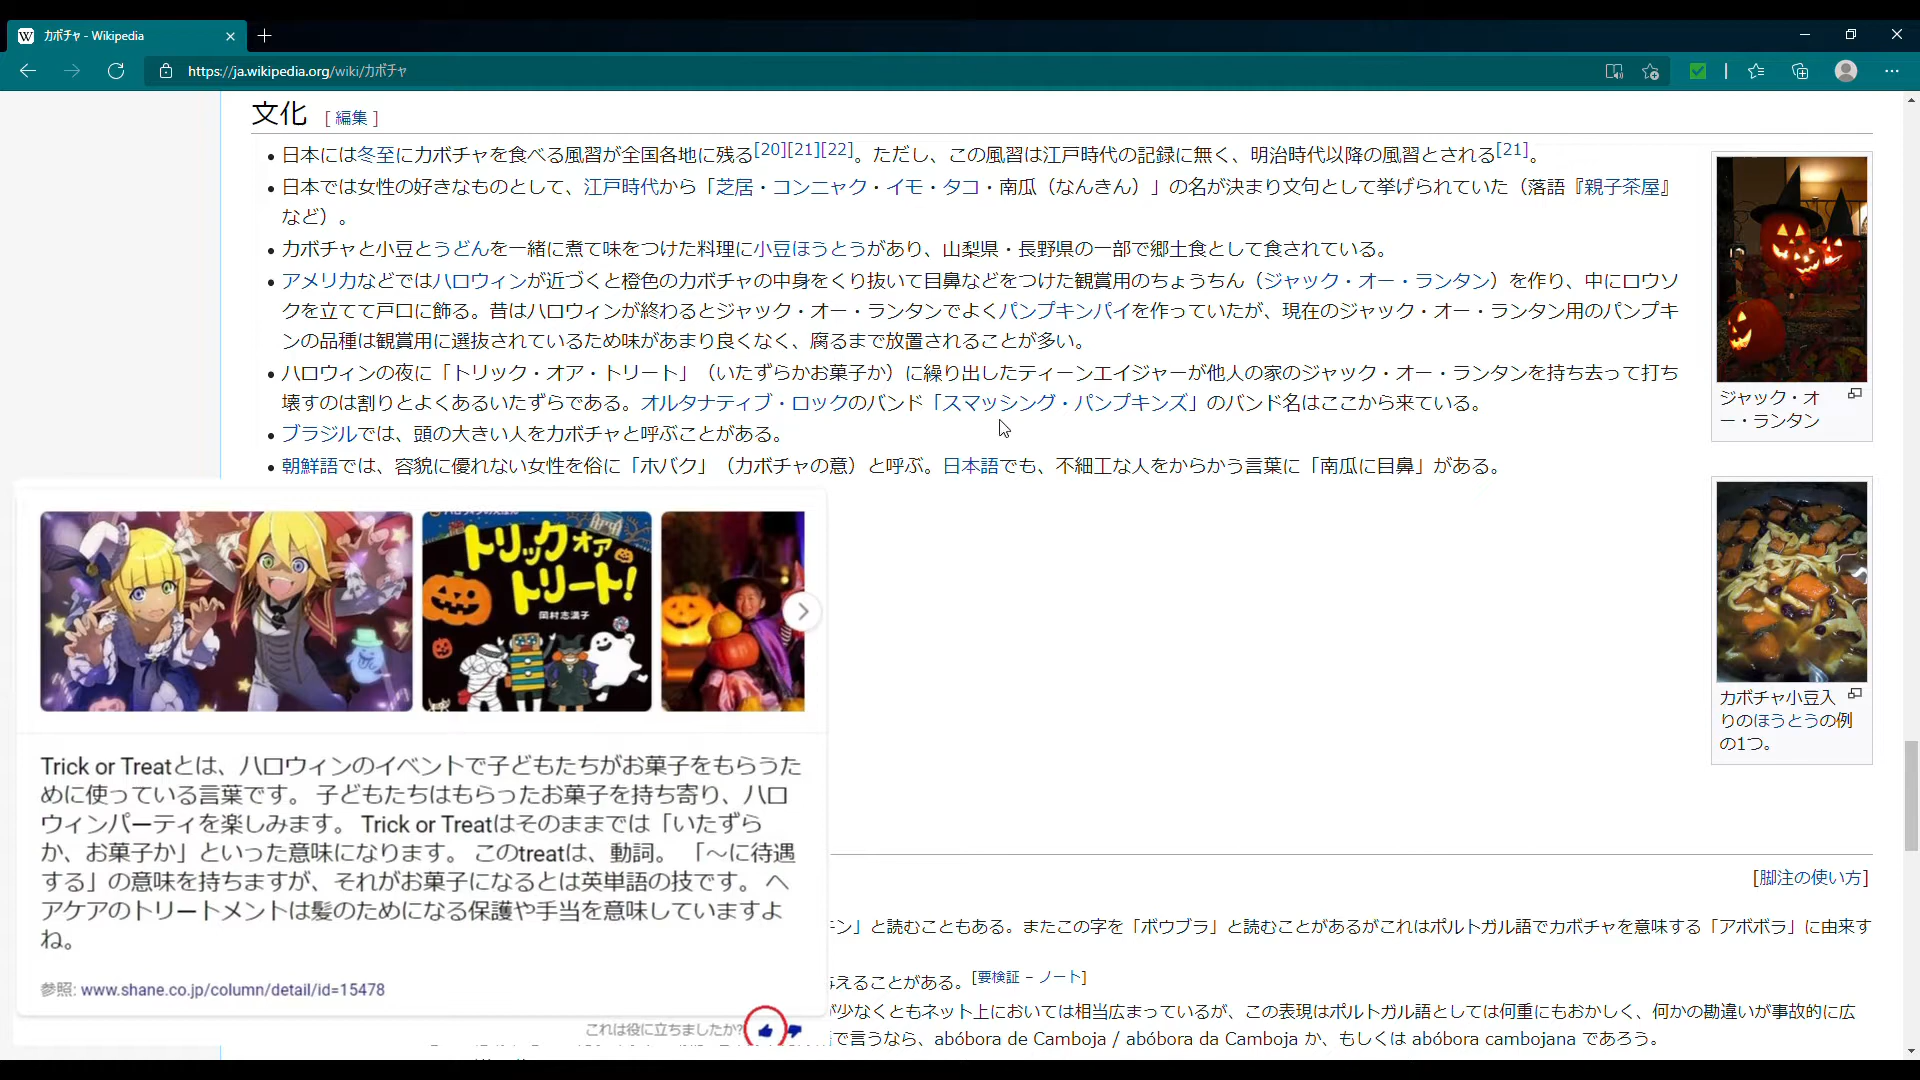 カボチャ - Wikipedia
https://ja.wikipedia.org/wiki/カボチャ
文化 [ 編集 ]
• 日本には冬至にカボチャを食べる風習が全国各地に残る[20][21][22]。ただし、この風習は江戸時代の記録に無く、明治時代以降の風習とされる[21]。
• 日本では女性の好きなものとして、江戸時代から「芝居・コンニャク・イモ・タコ・南瓜（なんきん）」の名が決まり文句として挙げられていた（落語『親子茶屋』
など）。
• カボチャと小豆とうどんを一緒に煮て味をつけた料理に小豆ほうとうがあり、山梨県・長野県の一部で郷土食として食されている。
• アメリカなどではハロウィンが近づくと橙色のカボチャの中身をくり抜いて目鼻などをつけた観賞用のちょうちん（ジャック・オー・ランタン）を作り、中にロウソ
クを立てて戸口に飾る。昔はハロウィンが終わるとジャック・オー・ランタンでよくパンプキンパイを作っていたが、現在のジャック・オー・ランタン用のパンプキ
ンの品種は観賞用に選抜されているため味があまり良くなく、腐るまで放置されることが多い。
• ハロウィンの夜に「トリック・オア・トリート」（いたずらかお菓子か）に繰り出したティーンエイジャーが他人の家のジャック・オー・ランタンを持ち去って打ち
壊すのは割りとよくあるいたずらである。オルタナティブ・ロックのバンド「スマッシング・パンプキンズ」のバンド名はここから来ている。
• ブラジルでは、頭の大きい人をカボチャと呼ぶことがある。
• 朝鮮語では、容貌に優れない女性を俗に「ホバク」（カボチャの意）と呼ぶ。日本語でも、不細工な人をからかう言葉に「南瓜に目鼻」がある。
ジャック・オ
ー・ランタン
カボチャ小豆入
りのほうとうの例
の1つ。
トリックオア
トリート!
岡村志満子
Trick or Treatとは、ハロウィンのイベントで子どもたちがお菓子をもらうた
めに使っている言葉です。 子どもたちはもらったお菓子を持ち寄り、ハロ
ウィンパーティを楽しみます。 Trick or Treatはそのままでは「いたずら
か、お菓子か」といった意味になります。 このtreatは、動詞。 「～に待遇
する」の意味を持ちますが、それがお菓子になるとは英単語の技です。 ヘ
アケアのトリートメントは髪のためになる保護や手当を意味していますよ
ね。
参照: www.shane.co.jp/column/detail/id=15478
これは役に立ちましたか?
[脚注の使い方]
キン」と読むこともある。またこの字を「ボウブラ」と読むことがあるがこれはポルトガル語でカボチャを意味する「アボボラ」に由来す
与えることがある。[要検証 – ノート]
が少なくともネット上においては相当広まっているが、この表現はポルトガル語としては何重にもおかしく、何かの勘違いが事故的に広
で言うなら、abóbora de Camboja / abóbora da Camboja か、もしくは abóbora cambojana であろう。